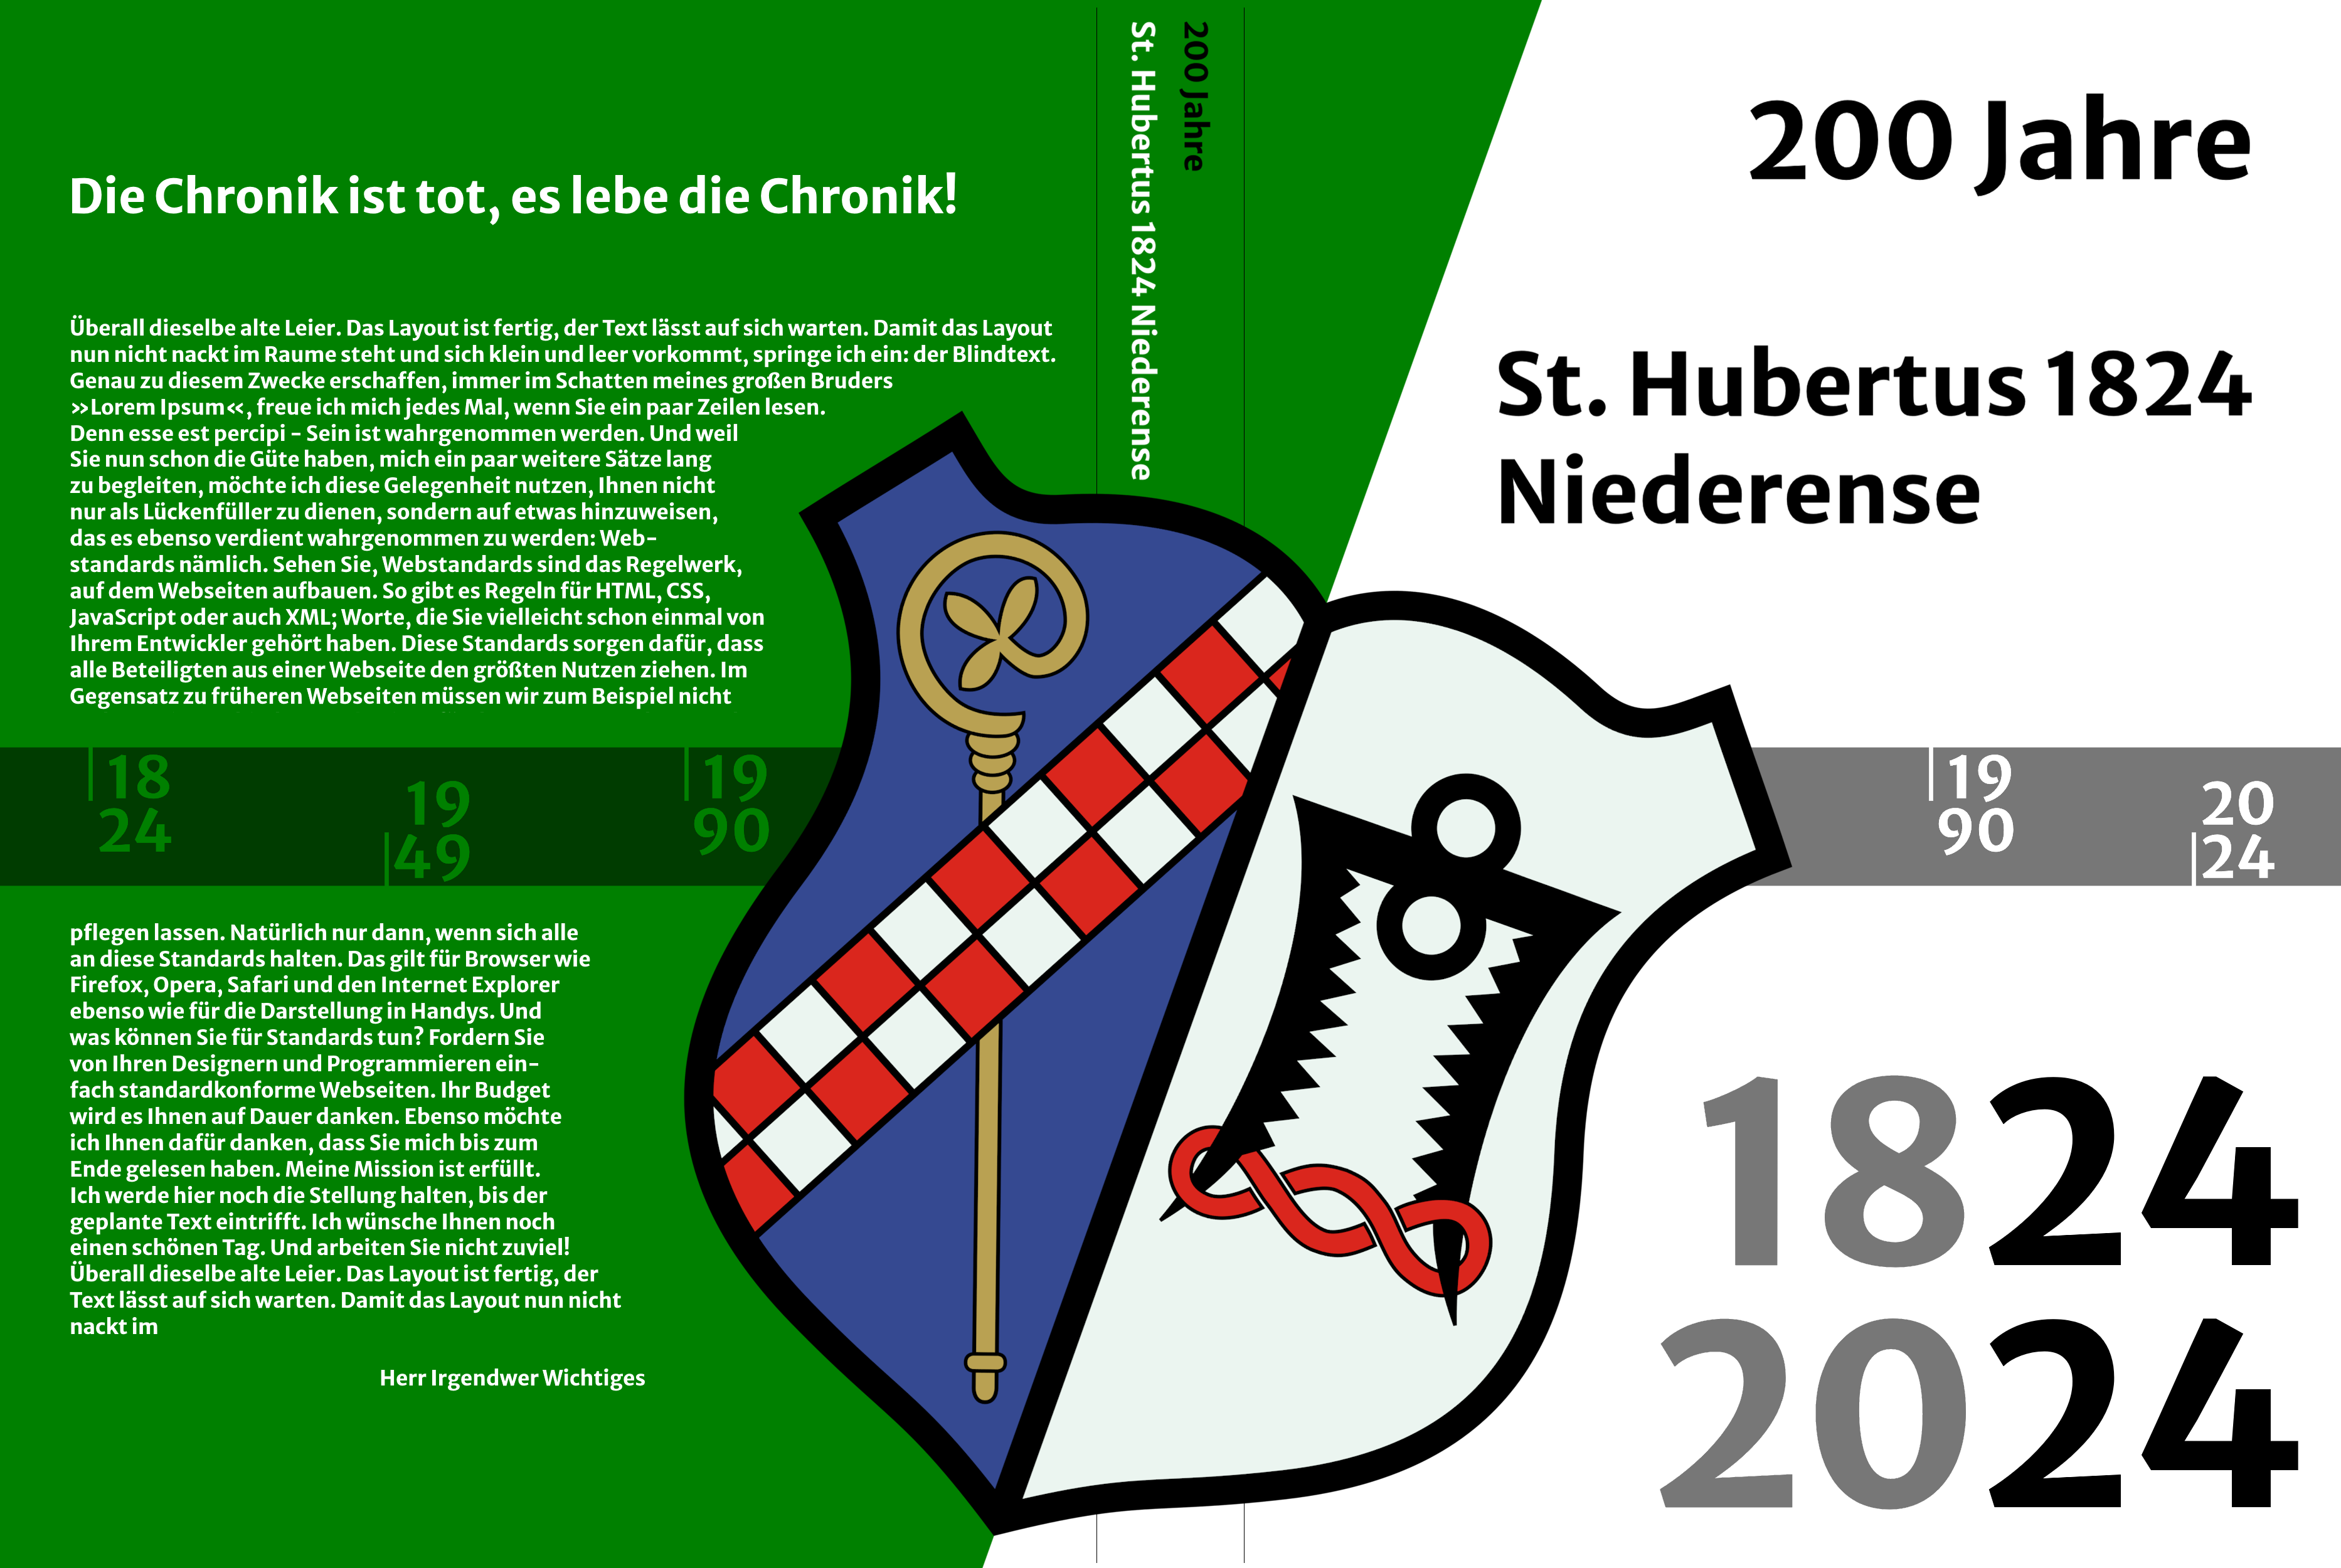 Die Chronik ist tot, es lebe die Chronik!
Überall dieselbe alte Leier. Das Layout ist fertig, der Text lässt auf sich warten. Damit das Layout
nun nicht nackt im Raume steht und sich klein und leer vorkommt, springe ich ein: der Blindtext.
Genau zu diesem Zwecke erschaffen, immer im Schatten meines großen Bruders
»Lorem Ipsum«, freue ich mich jedes Mal, wenn Sie ein paar Zeilen lesen.
Denn esse est percipi – Sein ist wahrgenommen werden. Und weil
Sie nun schon die Güte haben, mich ein paar weitere Sätze lang
zu begleiten, möchte ich diese Gelegenheit nutzen, Ihnen nicht
nur als Lückenfüller zu dienen, sondern auf etwas hinzuweisen,
das es ebenso verdient wahrgenommen zu werden: Web-
standards nämlich. Sehen Sie, Webstandards sind das Regelwerk,
auf dem Webseiten aufbauen. So gibt es Regeln für HTML, CSS,
JavaScript oder auch XML; Worte, die Sie vielleicht schon einmal von
Ihrem Entwickler gehört haben. Diese Standards sorgen dafür, dass
alle Beteiligten aus einer Webseite den größten Nutzen ziehen. Im
Gegensatz zu früheren Webseiten müssen wir zum Beispiel nicht
18
24
19
49
19
90
pflegen lassen. Natürlich nur dann, wenn sich alle
an diese Standards halten. Das gilt für Browser wie
Firefox, Opera, Safari und den Internet Explorer
ebenso wie für die Darstellung in Handys. Und
was können Sie für Standards tun? Fordern Sie
von Ihren Designern und Programmieren ein-
fach standardkonforme Webseiten. Ihr Budget
wird es Ihnen auf Dauer danken. Ebenso möchte
ich Ihnen dafür danken, dass Sie mich bis zum
Ende gelesen haben. Meine Mission ist erfüllt.
Ich werde hier noch die Stellung halten, bis der
geplante Text eintrifft. Ich wünsche Ihnen noch
einen schönen Tag. Und arbeiten Sie nicht zuviel!
Überall dieselbe alte Leier. Das Layout ist fertig, der
Text lässt auf sich warten. Damit das Layout nun nicht
nackt im
Herr Irgendwer Wichtiges
200 Jahre
St. Hubertus 1824 Niederense
200 Jahre
St. Hubertus 1824
Niederense
19
90
20
24
1824
2024